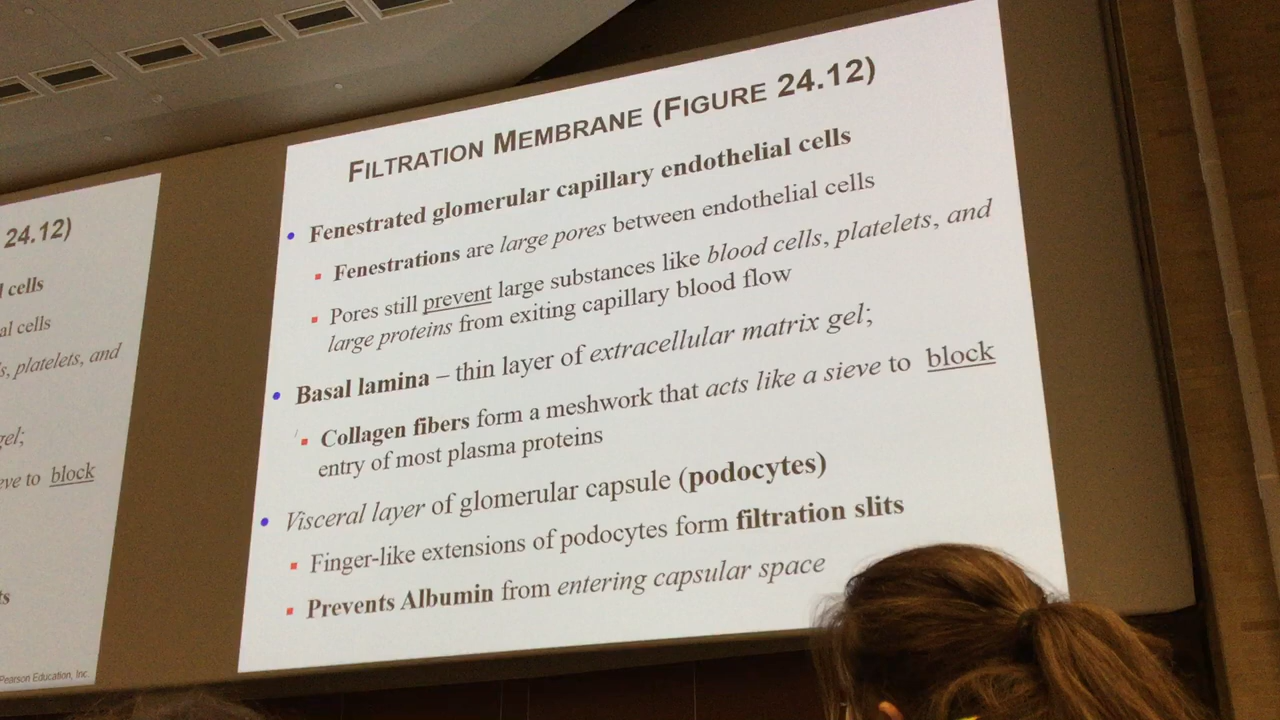 FILTRATION MEMBRANE (FIGURE 24.12)
Fenestrated glomerular capillary endothelial cells
Fenestrations are large pores between endothelial cells
Pores still prevent large substances like blood cells, platelets, and
large proteins from exiting capillary blood flow
Basal lamina – thin layer of extracellular matrix gel;
Collagen fibers form a meshwork that acts like a sieve to block
entry of most plasma proteins
Visceral layer of glomerular capsule (podocytes)
Finger-like extensions of podocytes form filtration slits
Prevents Albumin from entering capsular space
24.12)
cells
cells
platelets, and
gel;
to block
Pearson Education, Inc.